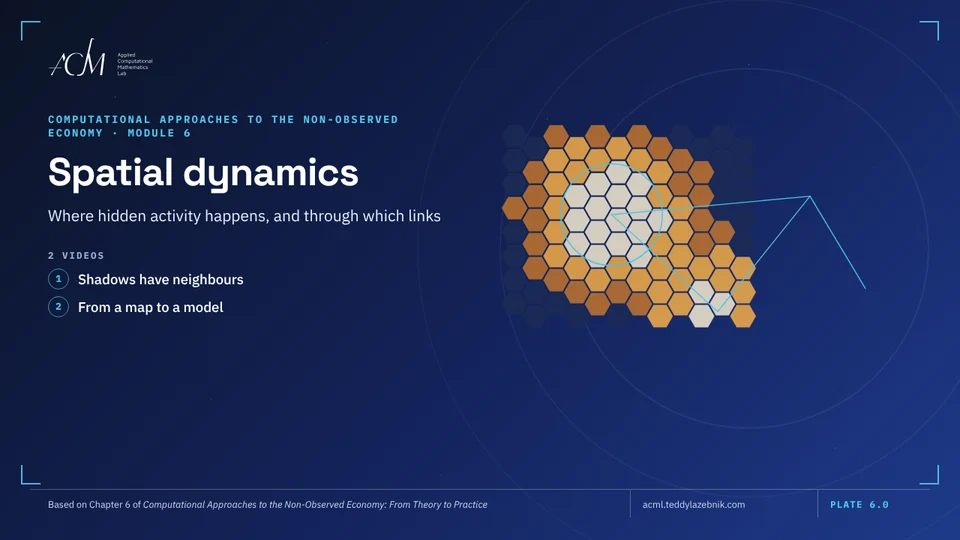 ACM
Applied
Computational
Mathematics
Lab
COMPUTATIONAL APPROACHES TO THE NON-OBSERVED
ECONOMY · MODULE 6
Spatial dynamics
Where hidden activity happens, and through which links
2 VIDEOS
1 Shadows have neighbours
2 From a map to a model
Based on Chapter 6 of Computational Approaches to the Non-Observed Economy: From Theory to Practice
acml.teddylazebnik.com
PLATE 6.0